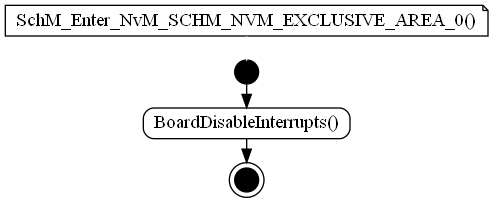 SchM_Enter_NvM_SCHM_NVM_EXCLUSIVE_AREA_0()
BoardDisableInterrupts()